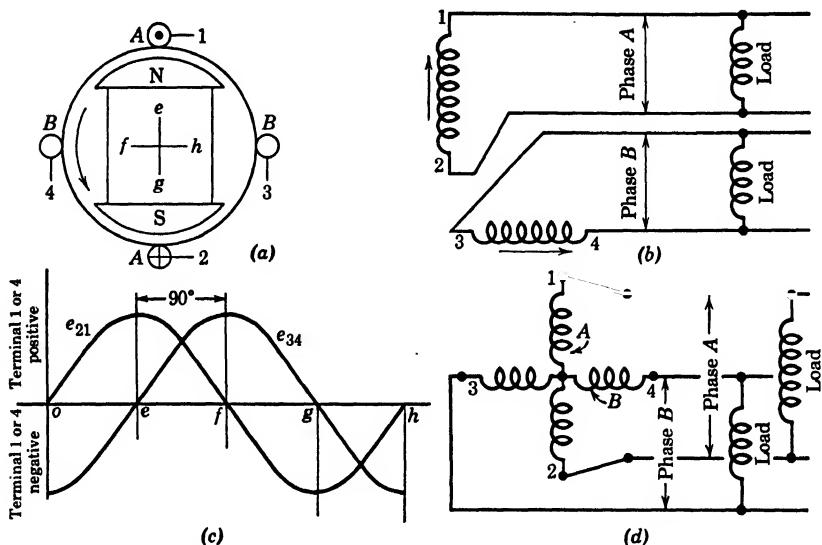 A
1
N
B
e
B
f
h
g
4
3
S
A
2
(a)
1
2
Phase A
Load
Phase B
Load
3
4
(b)
Terminal 1 or 4
positive
Terminal 1 or 4
negative
90°
e21
e34
o
e
f
g
h
(c)
1
A
3
4
B
2
Phase A
Phase B
Load
Load
(d)